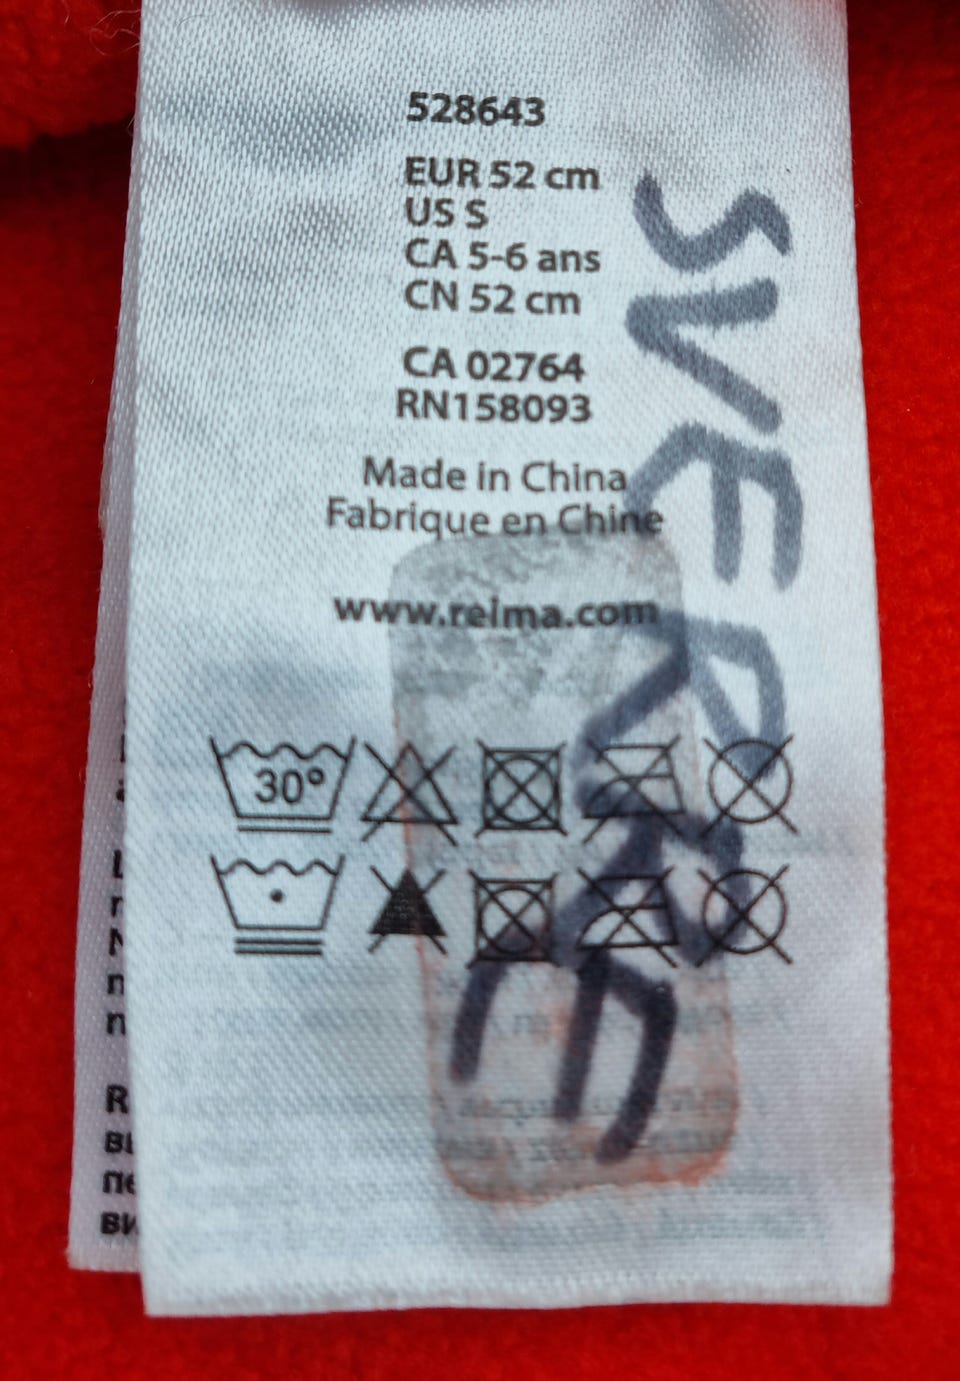 528643
EUR 52 cm
US S
CA 5-6 ans
CN 52 cm
CA 02764
RN158093
Made in China
Fabrique en Chine
www.reima.com
30°
SVERRE